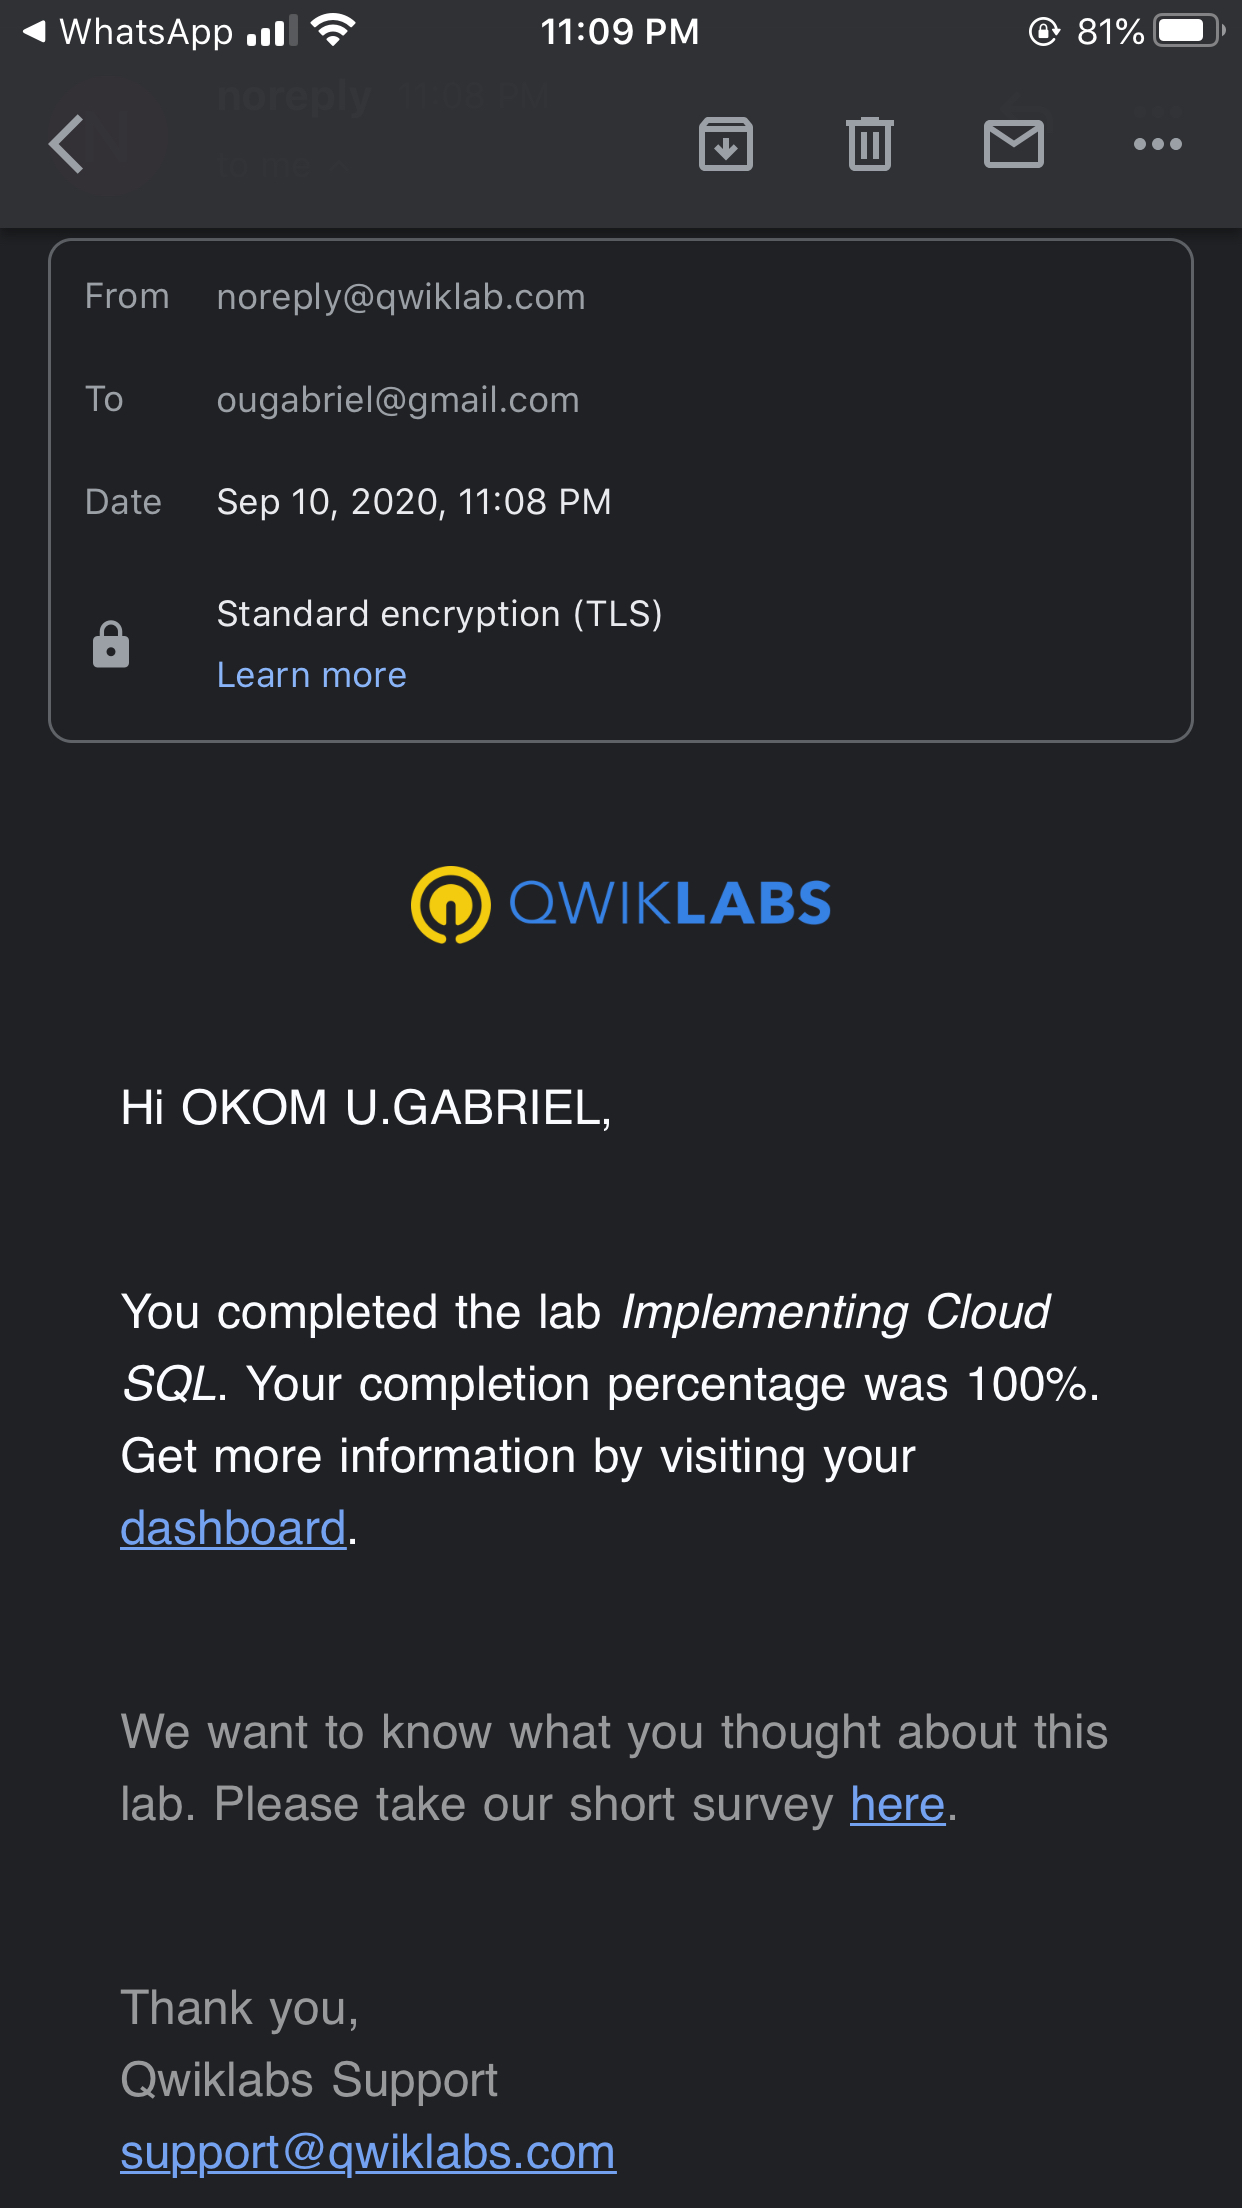 WhatsApp 11:09 PM 81%
noreply 11:08 PM
N
to me
From noreply@qwiklab.com
To ougabriel@gmail.com
Date Sep 10, 2020, 11:08 PM
Standard encryption (TLS)
Learn more
QWIKLABS
Hi OKOM U.GABRIEL,
You completed the lab Implementing Cloud
SQL. Your completion percentage was 100%.
Get more information by visiting your
dashboard.
We want to know what you thought about this
lab. Please take our short survey here.
Thank you,
Qwiklabs Support
support@qwiklabs.com